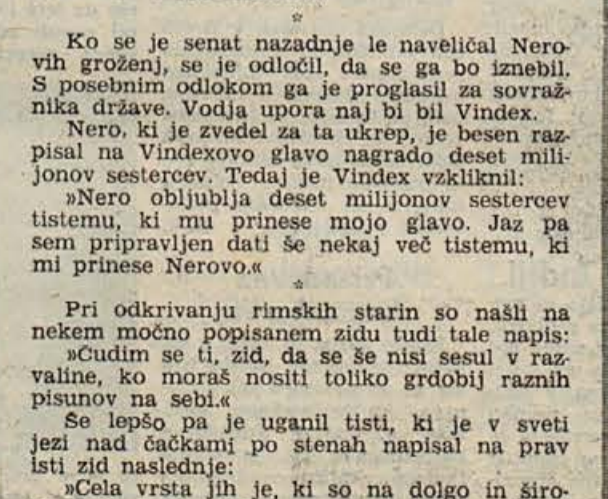 Ko se je senat nazadnje le naveličal Nero-
vih groženj, se je odločil, da se ga bo iznebil.
S posebnim odlokom ga je proglasil za sovraž-
nika države. Vodja upora naj bi bil Vindex.
Nero, ki je zvedel za ta ukrep, je besen raz-
pisal na Vindexovo glavo nagrado deset mili-
jonov sestercev. Tedaj je Vindex vzkliknil:
»Nero obljublja deset milijonov sestercev
tistemu, ki mu prinese mojo glavo. Jaz pa
sem pripravljen dati še nekaj več tistemu, ki
mi prinese Nerovo.«
Pri odkrivanju rimskih starin so našli na
nekem močno popisanem zidu tudi tale napis:
»Čudim se ti, zid, da se še nisi sesul v raz-
valine, ko moraš nositi toliko grdobij raznih
pisunov na sebi.«
Še lepšo pa je uganil tisti, ki je v sveti
jezi nad čačkami po stenah napisal na prav
isti zid naslednje:
»Cela vrsta jih je, ki so na dolgo in širo-